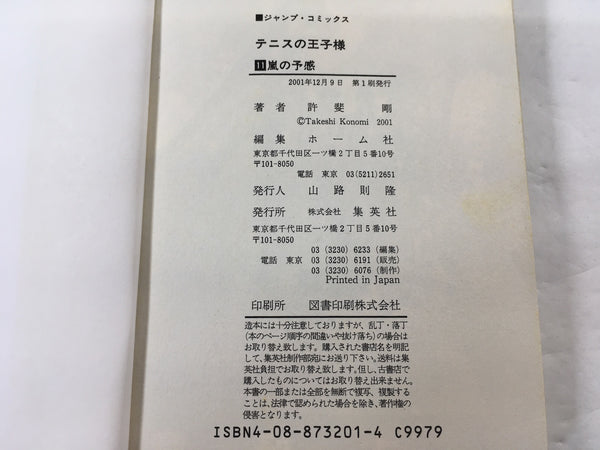 ■ジャンプ・コミックス
テニスの王子様
11嵐の予感
2001年12月9日 第1刷発行
著者 許斐 剛
©Takeshi Konomi 2001
編集 ホーム社
東京都千代田区一ツ橋2丁目5番10号
〒101-8050
電話 東京 03(5211)2651
発行人 山路則隆
発行所 株式会社 集英社
東京都千代田区一ツ橋2丁目5番10号
〒101-8050
03(3230)6233(編集)
電話 東京 03(3230)6191(販売)
03(3230)6076(制作)
Printed in Japan
印刷所 図書印刷株式会社
造本には十分注意しておりますが、乱丁・落丁
(本のページ順序の間違いや抜け落ち)の場合は
お取り替え致します。購入された書店名を明記
して、集英社制作部宛にお送り下さい。送料は集
英社負担でお取り替え致します。但し、古書店で
購入したものについてはお取り替え出来ません。
本書の一部または全部を無断で複写、複製する
ことは、法律で認められた場合を除き、著作権の
侵害となります。
ISBN4-08-873201-4 C9979